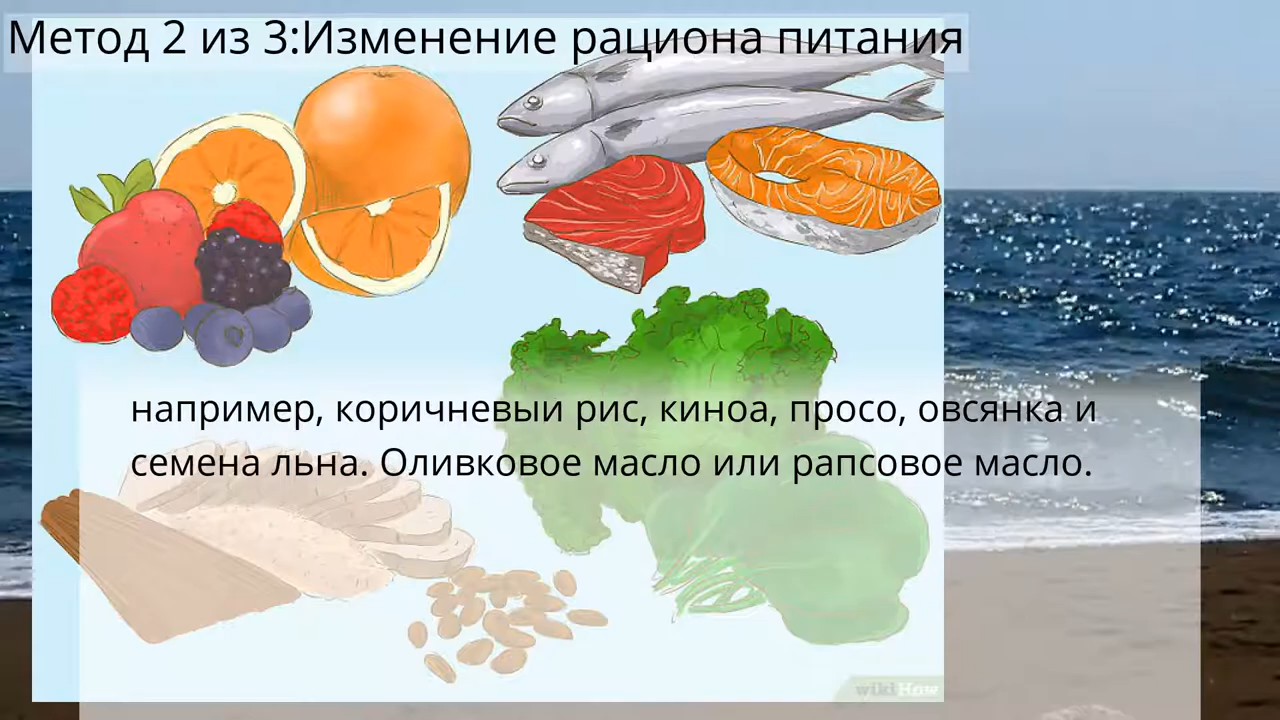 Метод 2 из 3:Изменение рациона питания
например, коричневыи рис, киноа, просо, овсянка и
семена льна. Оливковое масло или рапсовое масло.
wikiHow